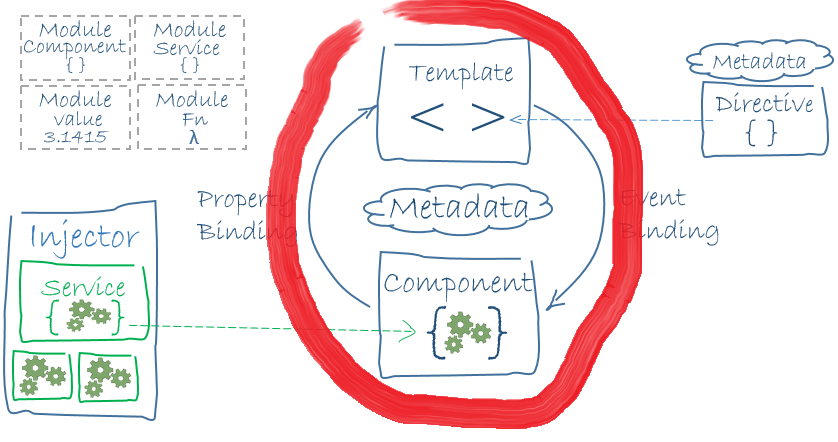 Module
Component
{ }
Module
Service
{ }
Module
value
3.1415
Module
Fn
λ
Template
< >
Metadata
Directive
{ }
Property
Binding
Metadata
Event
Binding
Injector
Service
{ }
Component
{ }